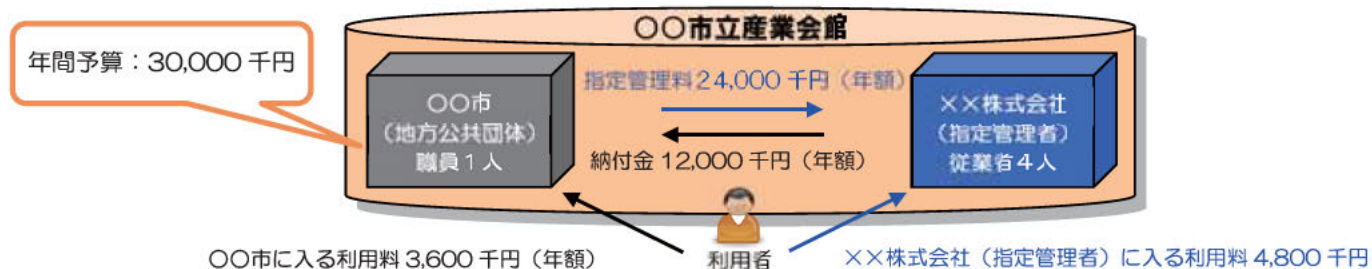 〇〇市立産業会館
年間予算:30,000 千円
指定管理料24,000 千円(年額)
〇〇市
(地方公共団体)
職員1人
××株式会社
(指定管理者)
従業者4人
納付金 12,000 千円(年額)
〇〇市に入る利用料 3,600 千円(年額)
利用者
××株式会社(指定管理者)に入る利用料 4,800 千円